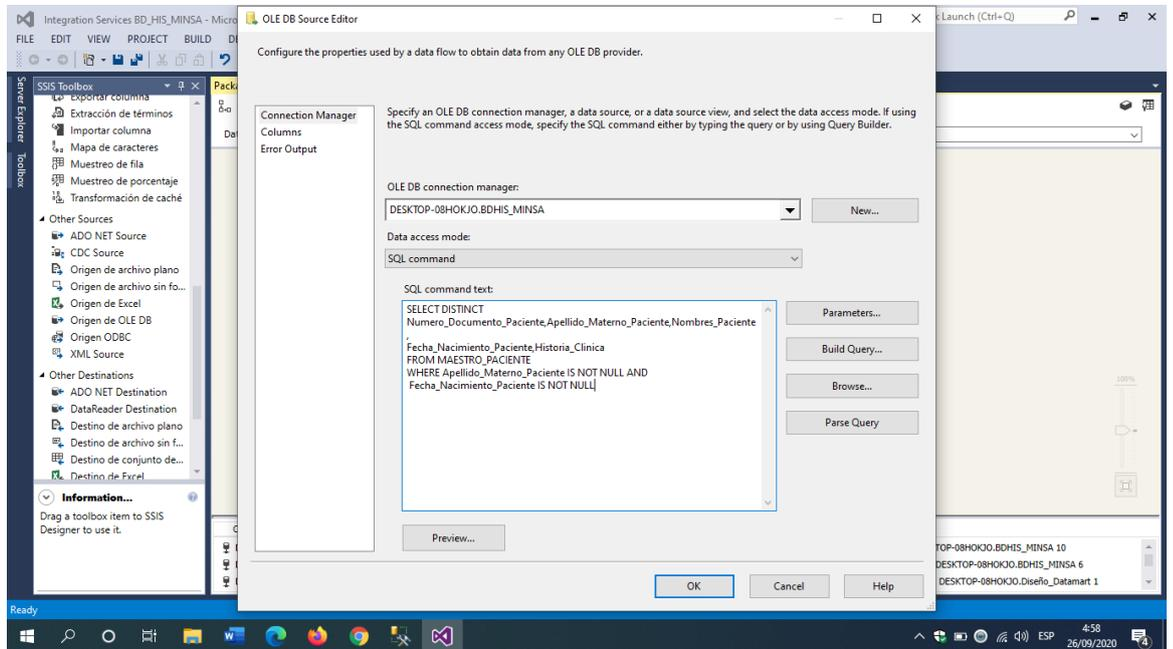 Integration Services BD_HIS_MINSA - Micro
OLE DB Source Editor
Launch (Ctrl+Q)
FILE EDIT VIEW PROJECT BUILD
Configure the properties used by a data flow to obtain data from any OLE DB provider.
Server Explorer
Toolbox
SSIS Toolbox
Exportar columna
Extracción de términos
Importar columna
Mapa de caracteres
Muestreo de fila
Muestreo de porcentaje
Transformación de caché
Other Sources
ADO NET Source
CDC Source
Origen de archivo plano
Origen de archivo sin fo...
Origen de Excel
Origen de OLE DB
Origen ODBC
XML Source
Other Destinations
ADO NET Destination
DataReader Destination
Destino de archivo plano
Destino de archivo sin f...
Destino de conjunto de...
Destino de Excel
Information...
Drag a toolbox item to SSIS
Designer to use it.
Connection Manager
Columns
Error Output
Specify an OLE DB connection manager, a data source, or a data source view, and select the data access mode. If using
the SQL command access mode, specify the SQL command either by typing the query or by using Query Builder.
OLE DB connection manager:
DESKTOP-08HOKJO.BDHIS_MINSA
New...
Data access mode:
SQL command
SQL command text:
SELECT DISTINCT
Numero_Documento_Paciente,Apellido_Materno_Paciente,Nombres_Paciente
,
Fecha_Nacimiento_Paciente,Historia_Clinica
FROM MAESTRO_PACIENTE
WHERE Apellido_Materno_Paciente IS NOT NULL AND
Fecha_Nacimiento_Paciente IS NOT NULL
Parameters...
Build Query...
Browse...
Parse Query
Preview...
OK Cancel Help
100%
TOP-08HOKJO.BDHIS_MINSA 10
DESKTOP-08HOKJO.BDHIS_MINSA 6
DESKTOP-08HOKJO.Diseño_Datamart 1
Ready
ESP
4:58
26/09/2020
4